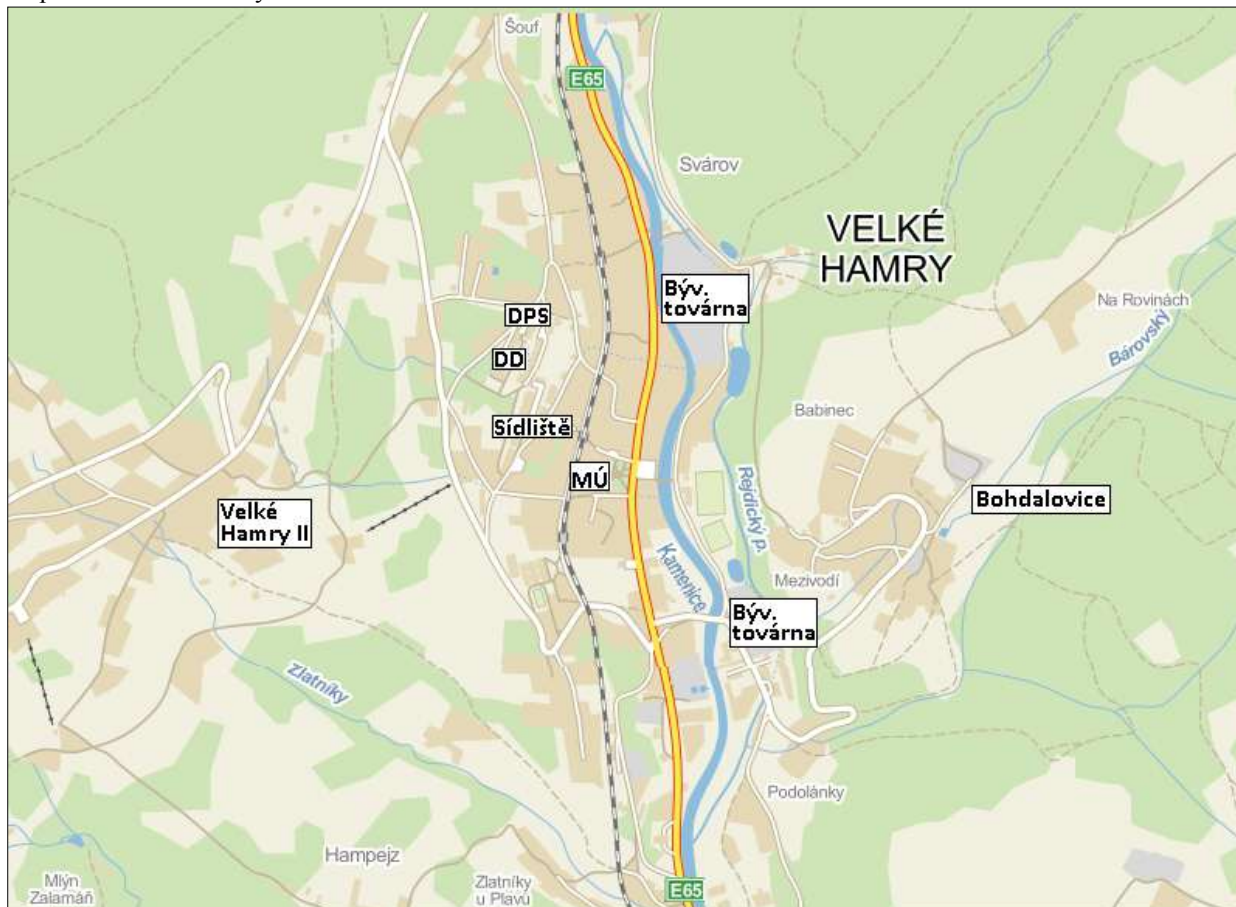 Šouf
E65
Svárov
VELKÉ
HAMRY
Býv.
továrna
Na Rovinách
Bárovský
DPS
DD
Babinec
Sídliště
MÚ
Rejdický p.
Bohdalovice
Velké
Hamry II
Kamenice
Mezivodí
Býv.
továrna
Zlatníky
Podolánky
Hampejz
Mlýn
Zalamáň
Zlatníky
u Plavů
E65